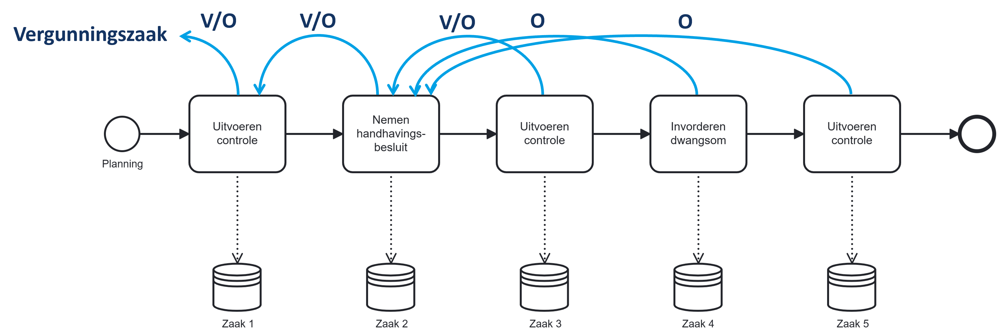 V/O
V/O
V/O
O
O
Vergunningszaak
Uitvoeren
controle
Nemen
handhavings-
besluit
Uitvoeren
controle
Invorderen
dwangsom
Uitvoeren
controle
Planning
Zaak 1
Zaak 2
Zaak 3
Zaak 4
Zaak 5